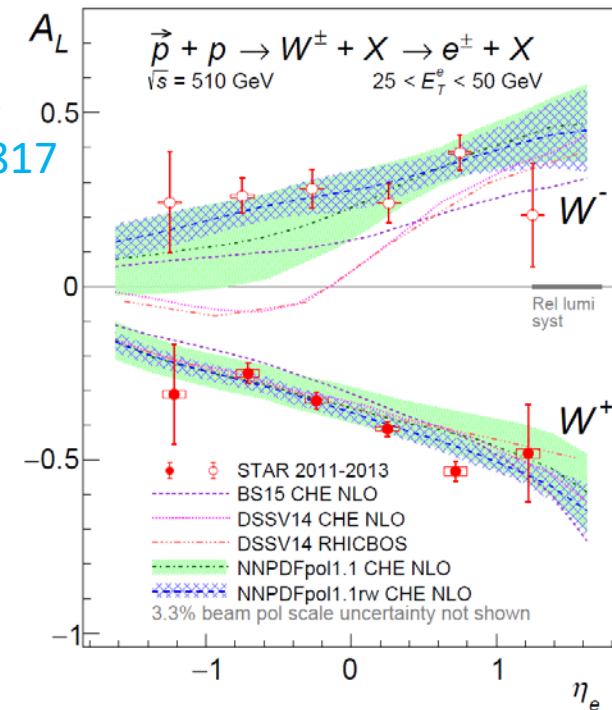 A_L
p⃗ + p → W± + X → e± + X
√s = 510 GeV 25 < E_T^e < 50 GeV
817
0.5
W-
0
Rel lumi
syst
W+
−0.5
STAR 2011-2013
BS15 CHE NLO
DSSV14 CHE NLO
DSSV14 RHICBOS
NNPDFpol1.1 CHE NLO
NNPDFpol1.1rw CHE NLO
3.3% beam pol scale uncertainty not shown
−1
−1 0 1
η_e